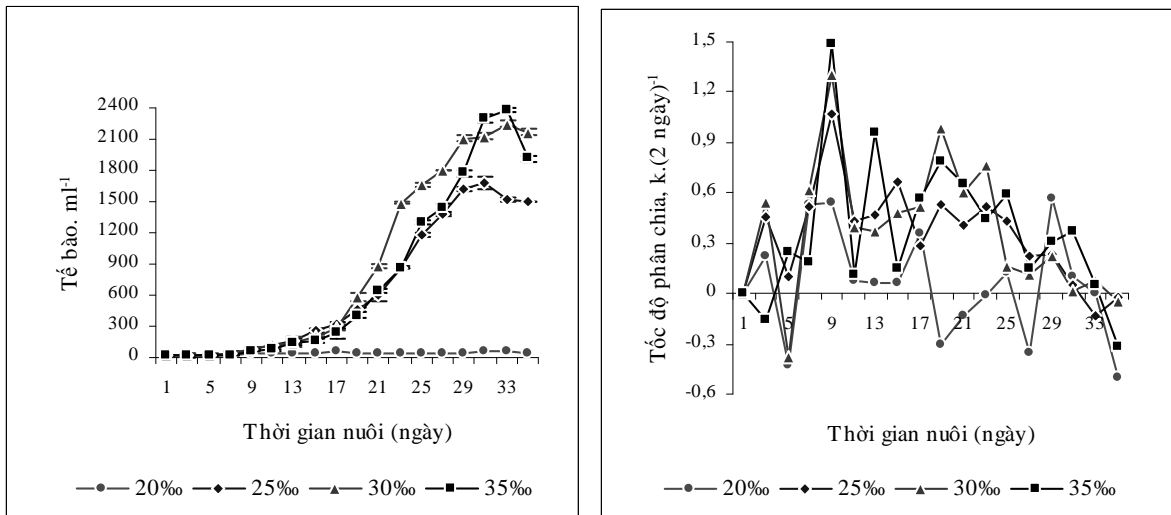 Tế bào. ml⁻¹
2400
2100
1800
1500
1200
900
600
300
0
1 5 9 13 17 21 25 29 33
Thời gian nuôi (ngày)
20‰ 25‰ 30‰ 35‰
Tốc độ phân chia, k.(2 ngày)⁻¹
1,5
1,2
0,9
0,6
0,3
0
-0,3
-0,6
1 5 9 13 17 21 25 29 33
Thời gian nuôi (ngày)
20‰ 25‰ 30‰ 35‰